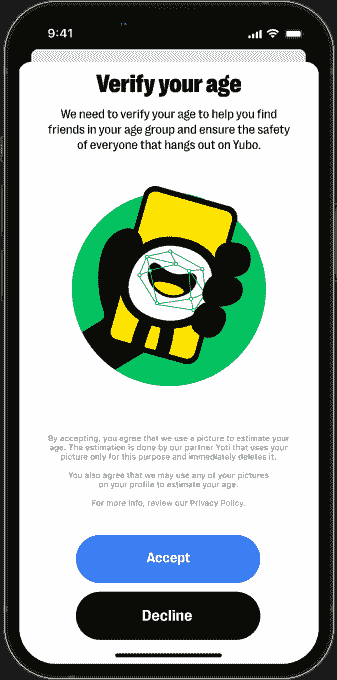 9:41
Verify your age
We need to verify your age to help you find
friends in your age group and ensure the safety
of everyone that hangs out on Yubo.
By accepting, you agree that we use a picture to estimate your
age. The estimation is done by our partner Yoti that uses your
picture only for this purpose and immediately deletes it.
You also agree that we may use any of your pictures
on your profile to estimate your age.
For more info, review our Privacy Policy.
Accept
Decline